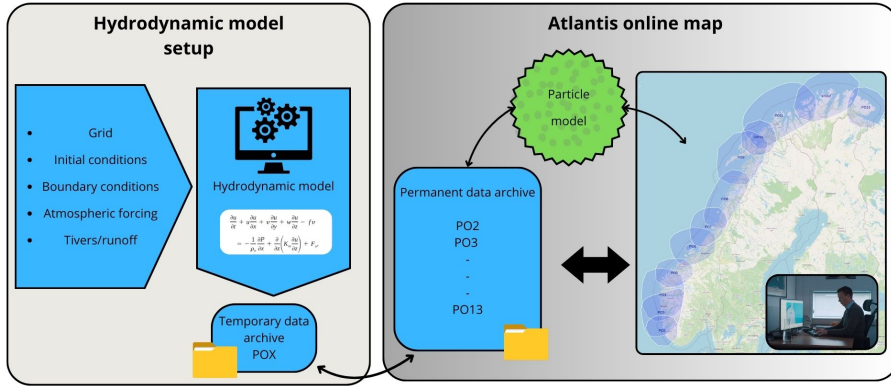 Hydrodynamic model
setup
Grid
Initial conditions
Boundary conditions
Atmospheric forcing
Tivers/runoff
Hydrodynamic model
∂u/∂t + u ∂u/∂x + v ∂u/∂y + w ∂u/∂z − fv
Temporary data
archive
POX
Atlantis online map
Particle
model
Permanent data archive
PO2
PO3
-
-
-
PO13